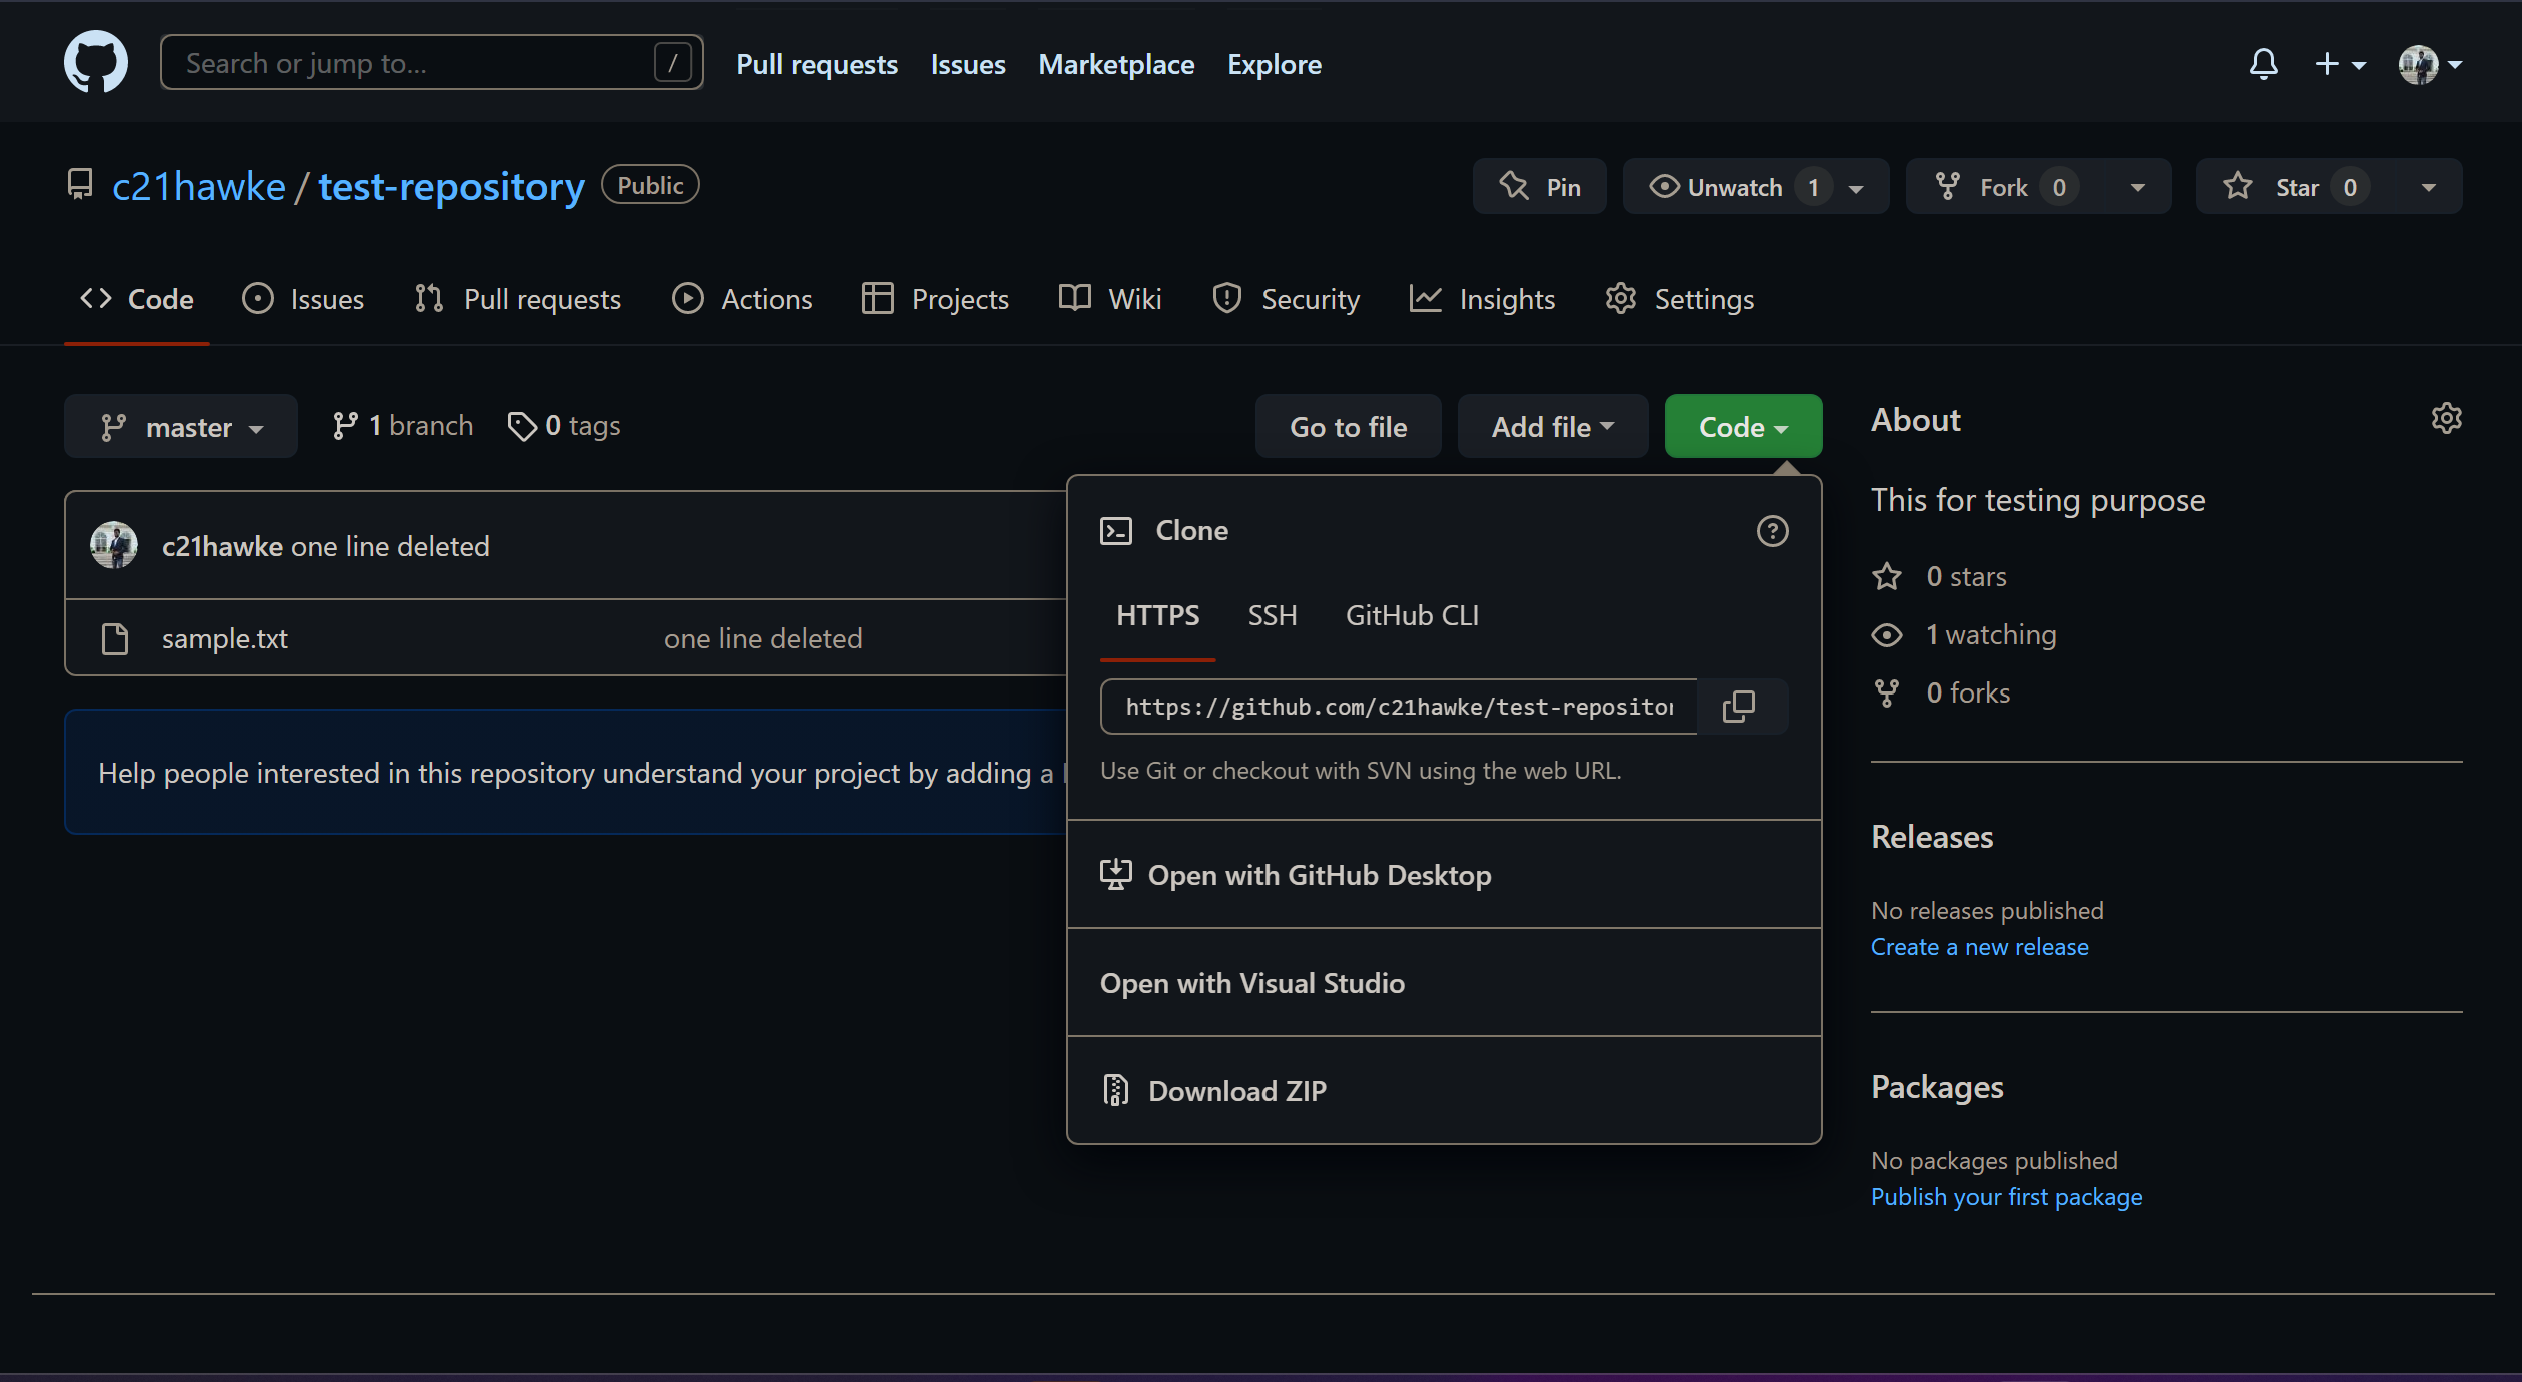 Search or jump to... /
Pull requests Issues Marketplace Explore
c21hawke / test-repository Public
Pin Unwatch 1 Fork 0 Star 0
Code Issues Pull requests Actions Projects Wiki Security Insights Settings
master 1 branch 0 tags
Go to file Add file Code
c21hawke one line deleted
sample.txt one line deleted
Help people interested in this repository understand your project by adding a
Clone
HTTPS SSH GitHub CLI
https://github.com/c21hawke/test-repositor
Use Git or checkout with SVN using the web URL.
Open with GitHub Desktop
Open with Visual Studio
Download ZIP
About
This for testing purpose
0 stars
1 watching
0 forks
Releases
No releases published
Create a new release
Packages
No packages published
Publish your first package